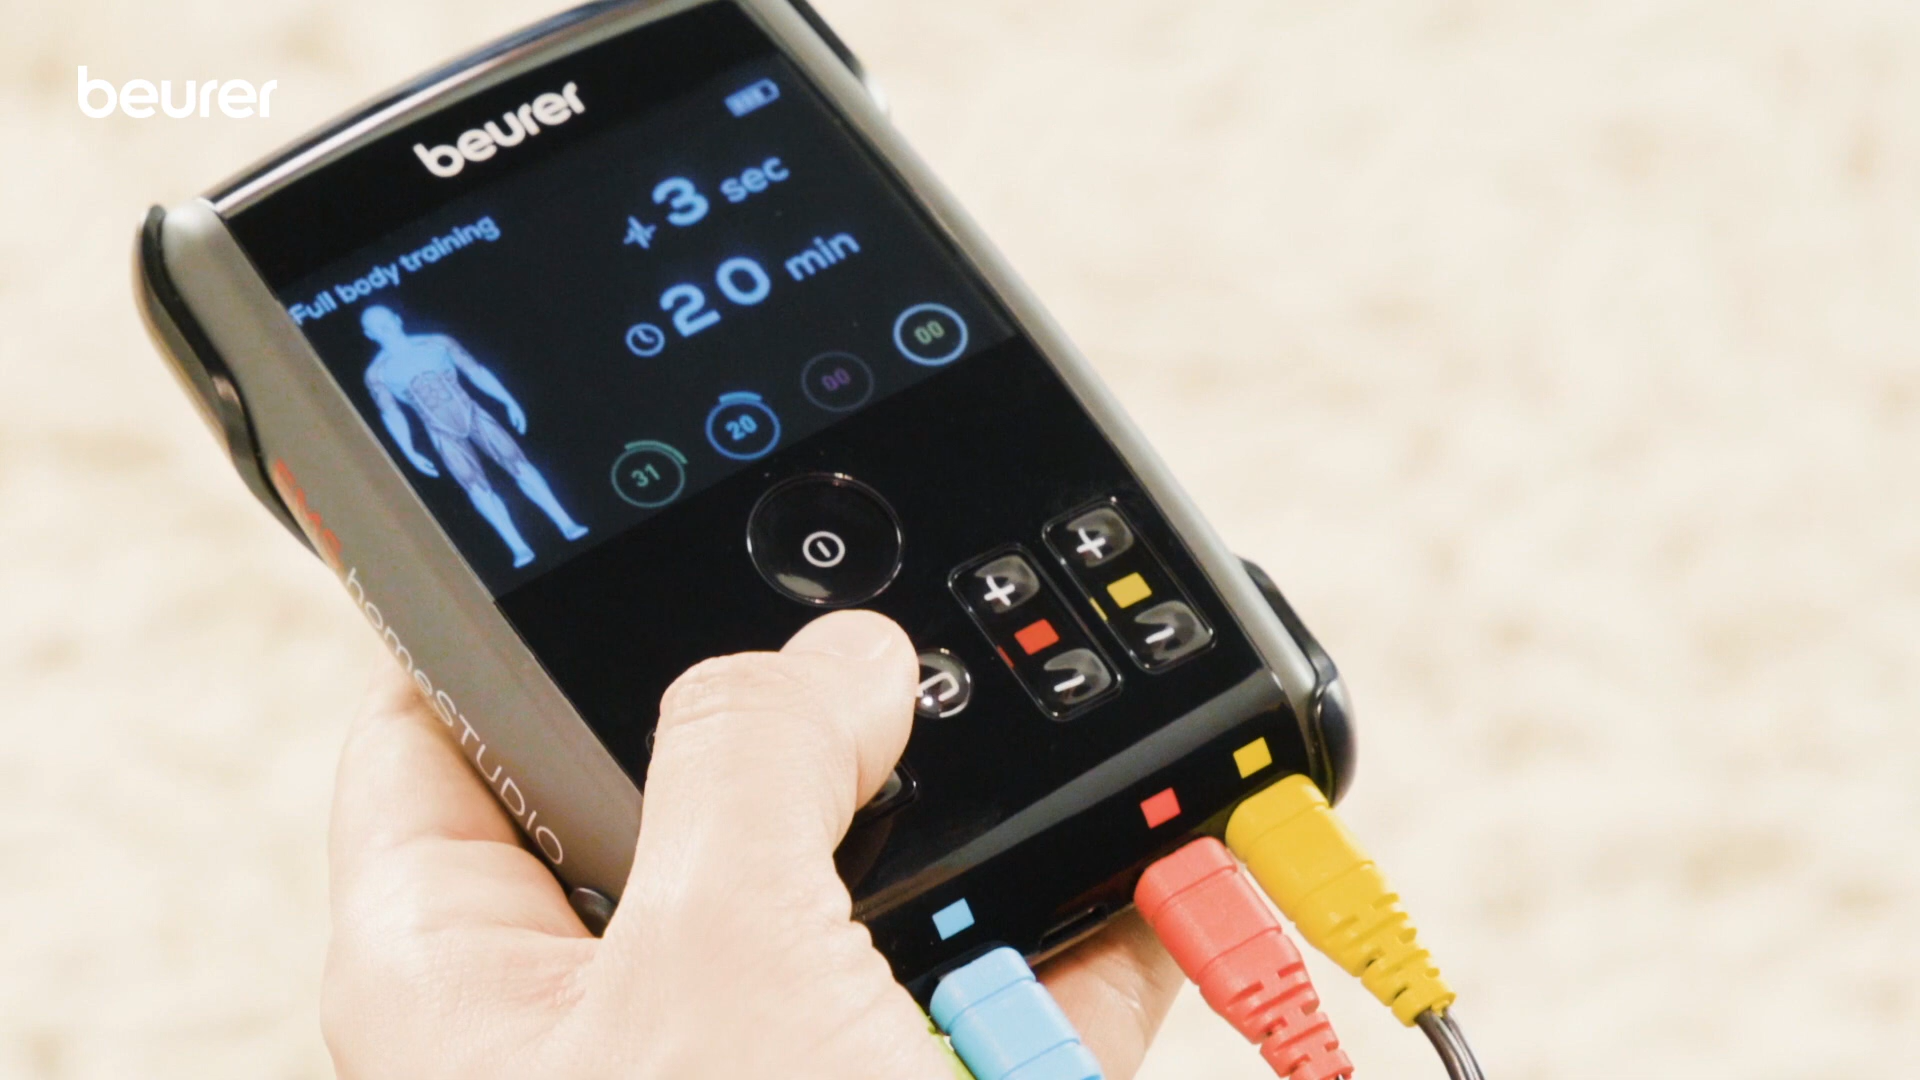 beurer
beurer
Full body training
3 sec
20 min
31
20
00
00
homeSTUDIO